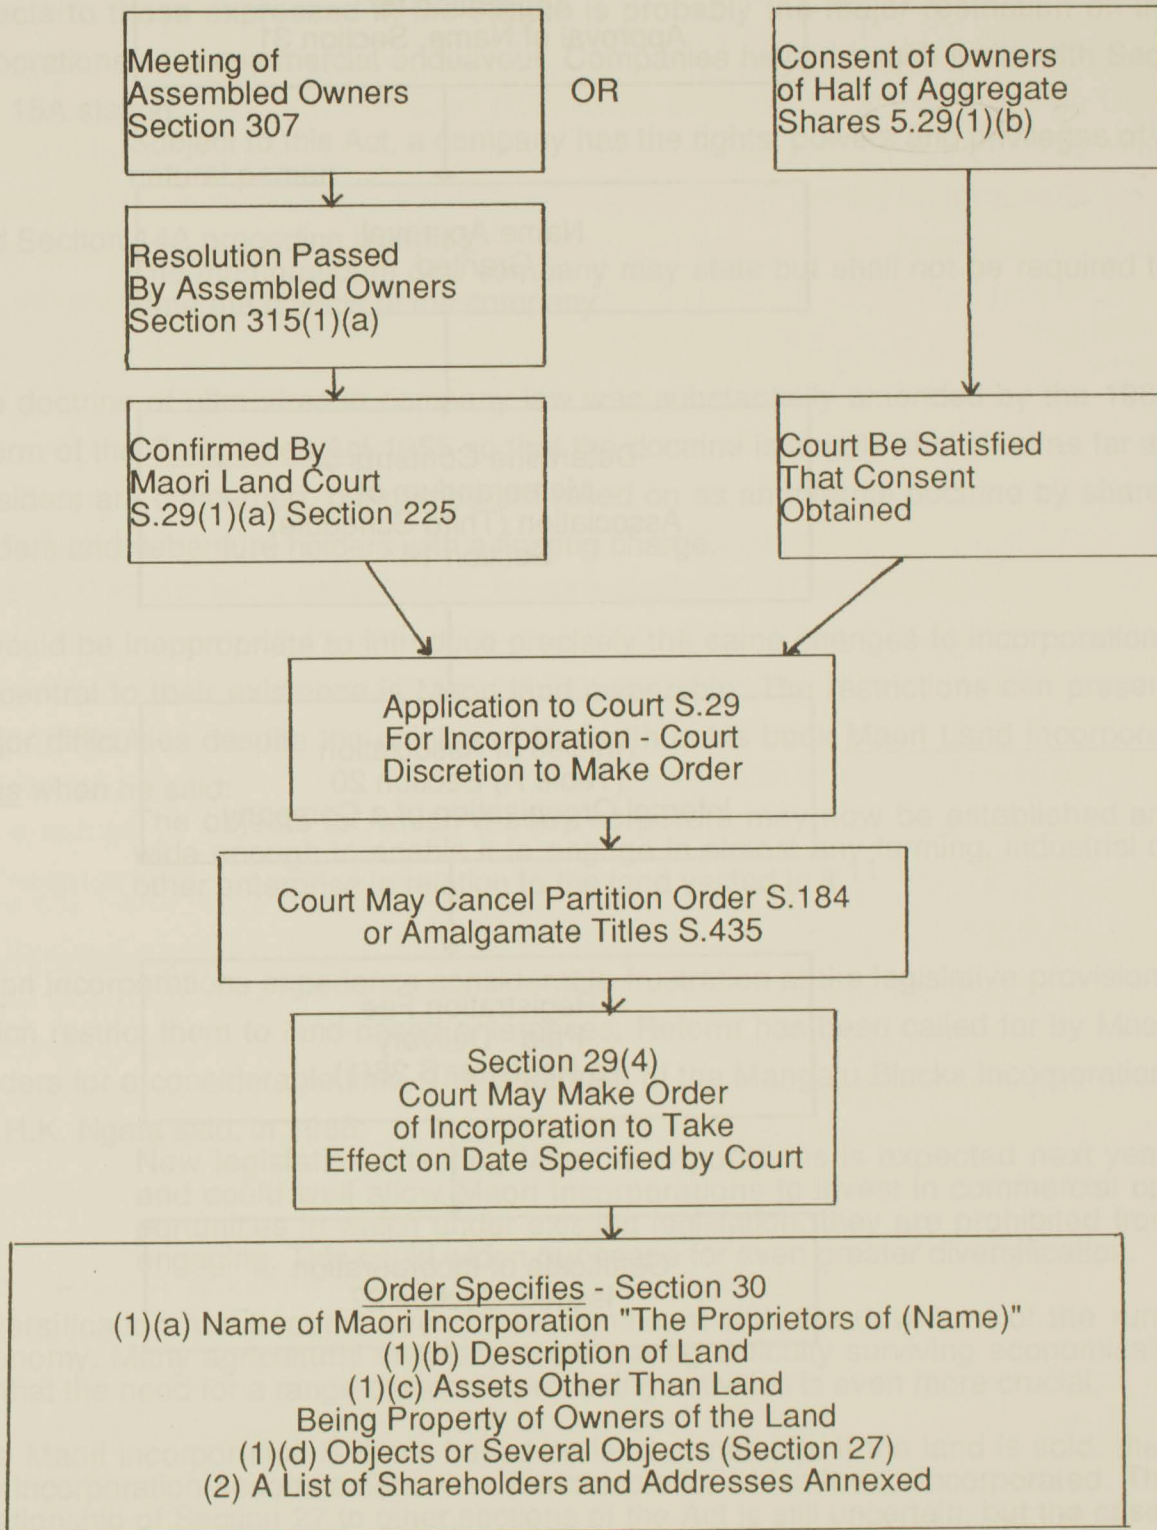 Meeting of
Assembled Owners
Section 307
OR
Consent of Owners
of Half of Aggregate
Shares 5.29(1)(b)
Resolution Passed
By Assembled Owners
Section 315(1)(a)
Confirmed By
Maori Land Court
S.29(1)(a) Section 225
Court Be Satisfied
That Consent
Obtained
Application to Court S.29
For Incorporation - Court
Discretion to Make Order
Court May Cancel Partition Order S.184
or Amalgamate Titles S.435
Section 29(4)
Court May Make Order
of Incorporation to Take
Effect on Date Specified by Court
Order Specifies - Section 30
(1)(a) Name of Maori Incorporation "The Proprietors of (Name)"
(1)(b) Description of Land
(1)(c) Assets Other Than Land
Being Property of Owners of the Land
(1)(d) Objects or Several Objects (Section 27)
(2) A List of Shareholders and Addresses Annexed